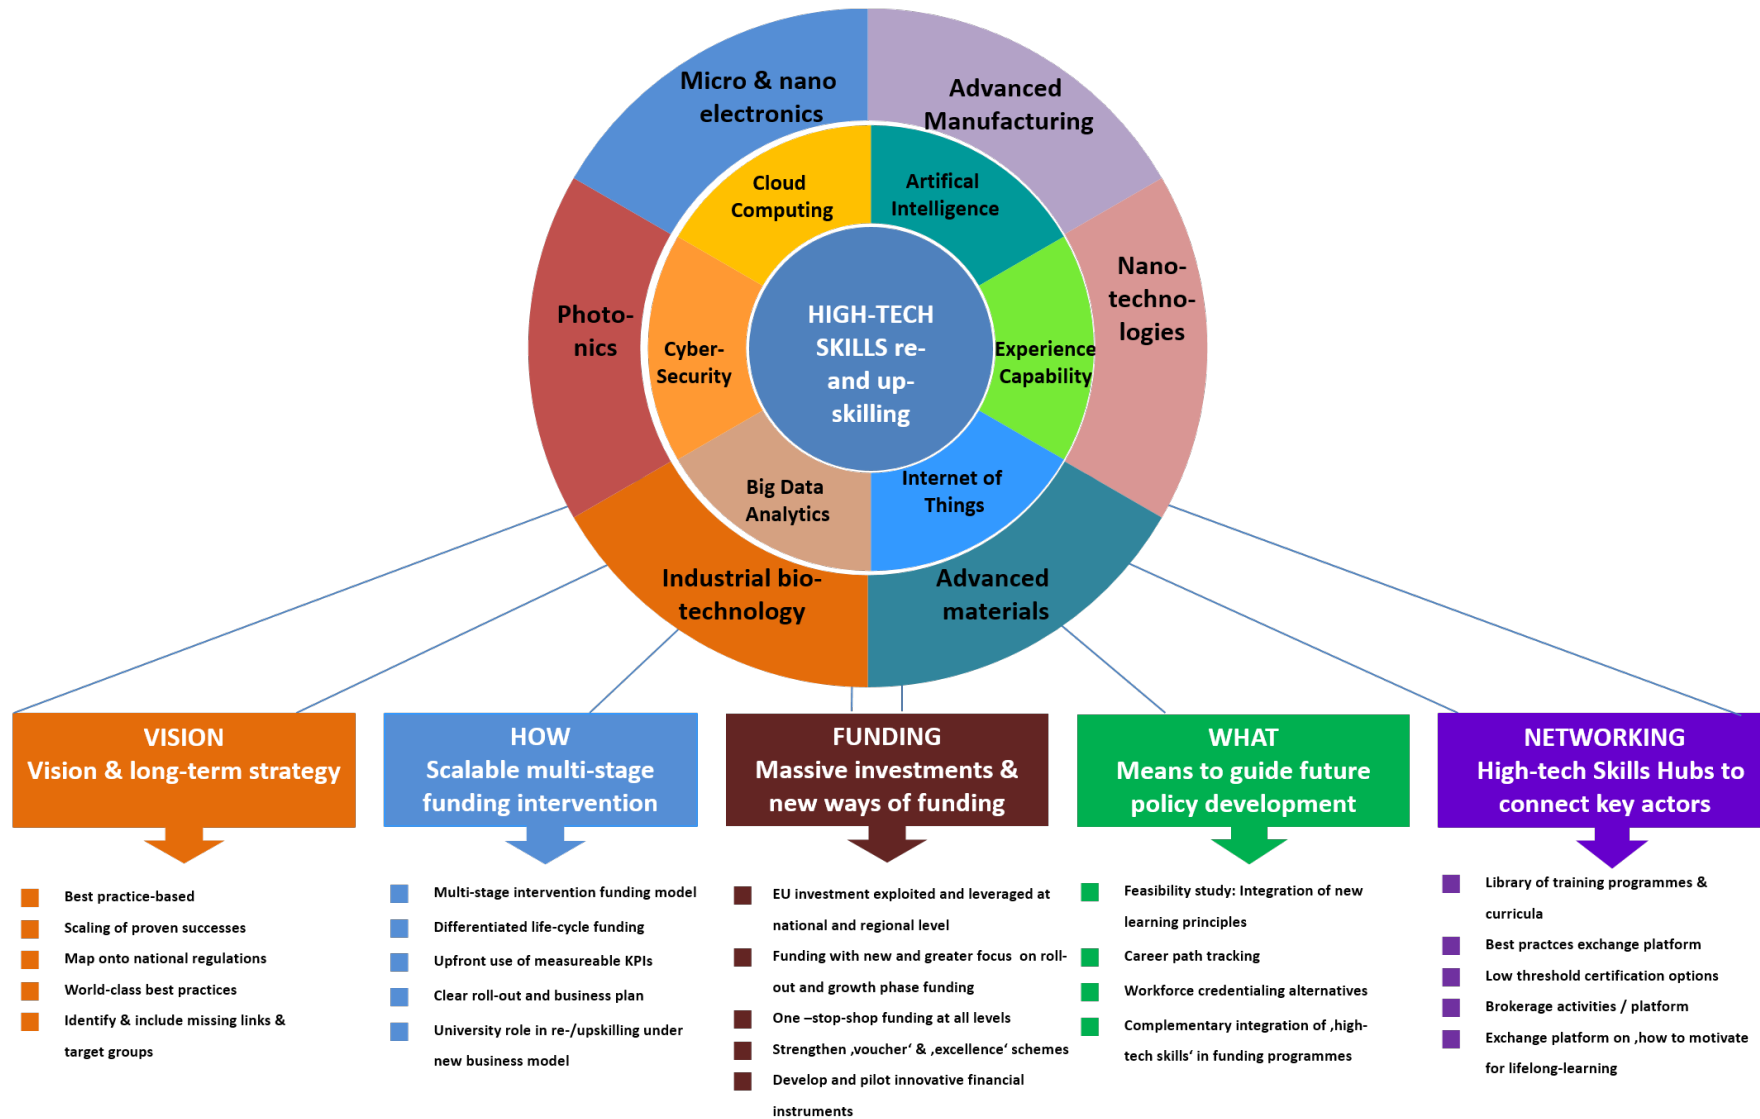 Micro & nano
electronics
Advanced
Manufacturing
Cloud
Computing
Artifical
Intelligence
Photo-
nics
Nano-
techno-
logies
Cyber-
Security
HIGH-TECH
SKILLS re-
and up-
skilling
Experience
Capability
Big Data
Analytics
Internet of
Things
Industrial bio-
technology
Advanced
materials
VISION
Vision & long-term strategy
Best practice-based
Scaling of proven successes
Map onto national regulations
World-class best practices
Identify & include missing links &
target groups
HOW
Scalable multi-stage
funding intervention
Multi-stage intervention funding model
Differentiated life-cycle funding
Upfront use of measureable KPIs
Clear roll-out and business plan
University role in re-/upskilling under
new business model
FUNDING
Massive investments &
new ways of funding
EU investment exploited and leveraged at
national and regional level
Funding with new and greater focus  on roll-
out and growth phase funding
One –stop-shop funding at all levels
Strengthen ‚voucher‘ & ‚excellence‘ schemes
Develop and pilot innovative financial
instruments
WHAT
Means to guide future
policy development
Feasibility study: Integration of new
learning principles
Career path tracking
Workforce credentialing alternatives
Complementary integration of ‚high-
tech skills‘ in funding programmes
NETWORKING
High-tech Skills Hubs to
connect key actors
Library of training programmes &
curricula
Best practces exchange platform
Low threshold certification options
Brokerage activities / platform
Exchange platform on ‚how to motivate
for lifelong-learning